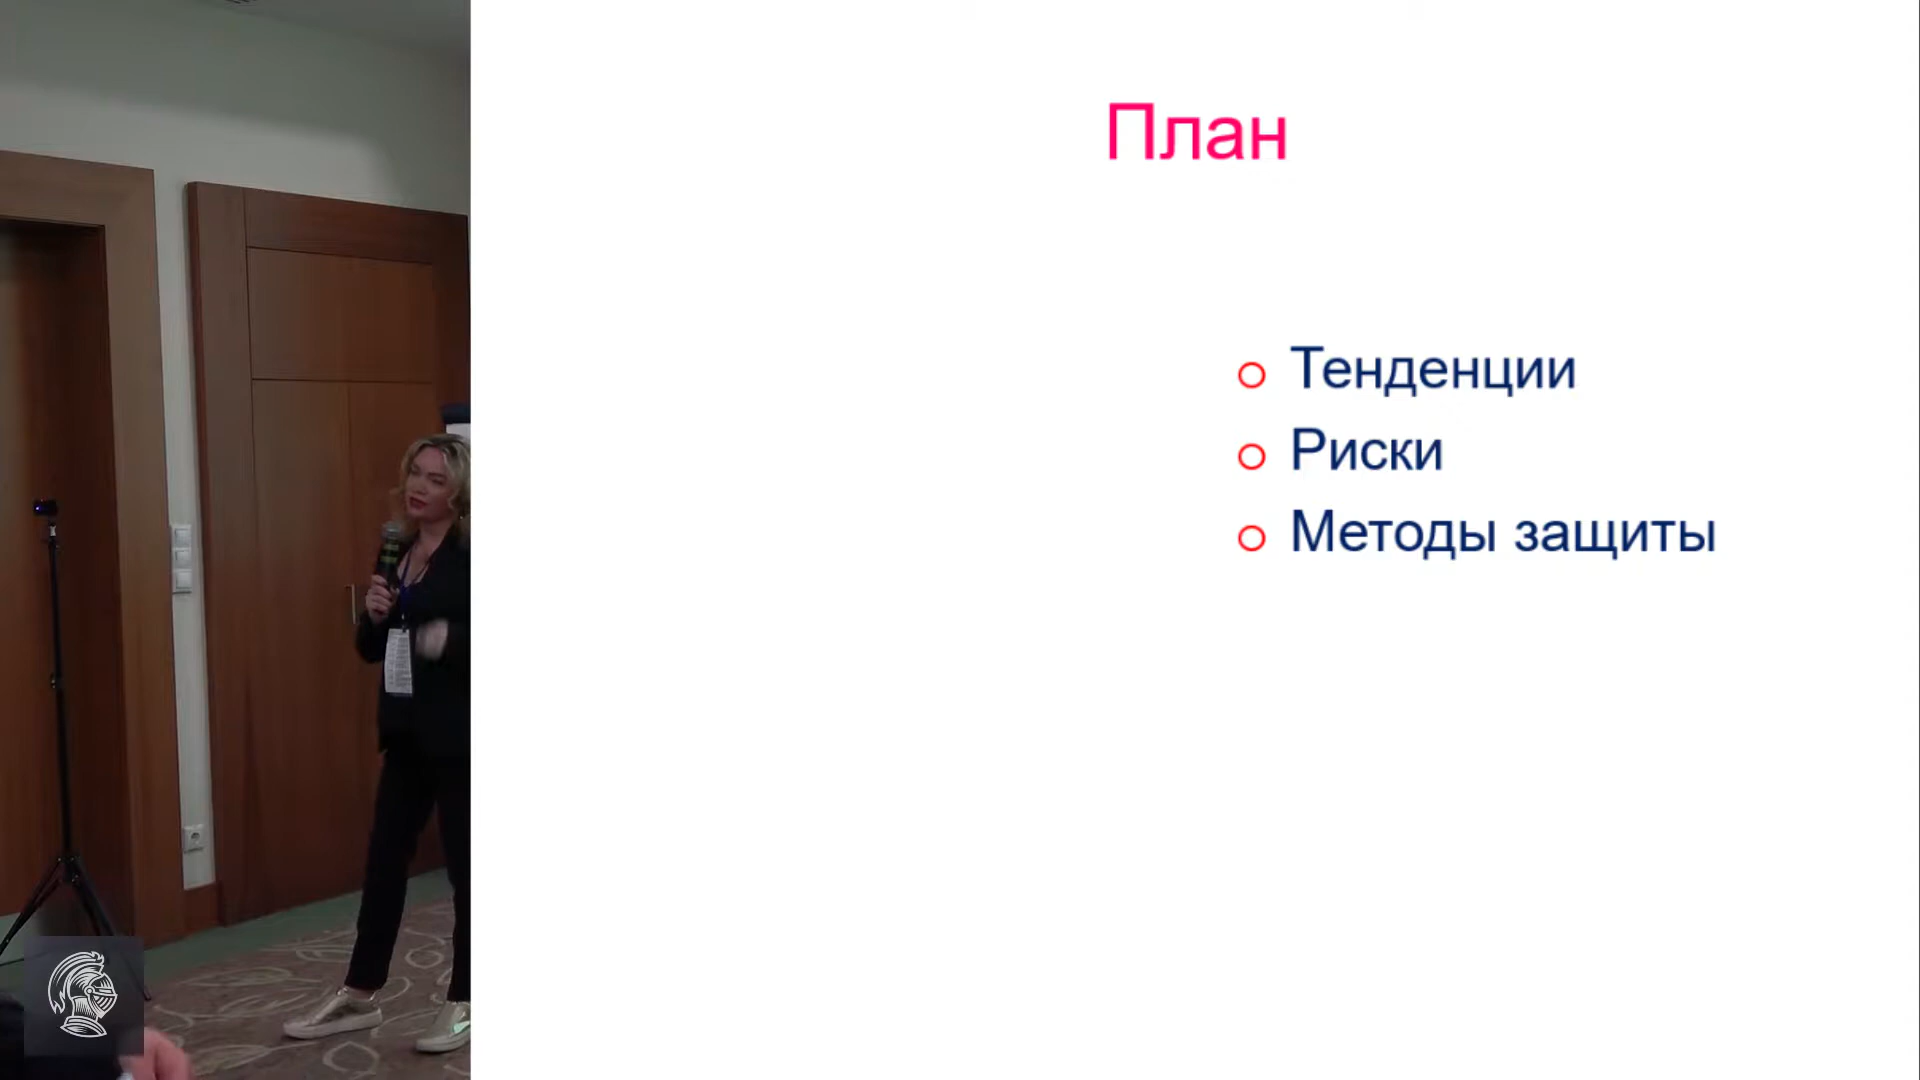 План
Тенденции
Риски
Методы защиты